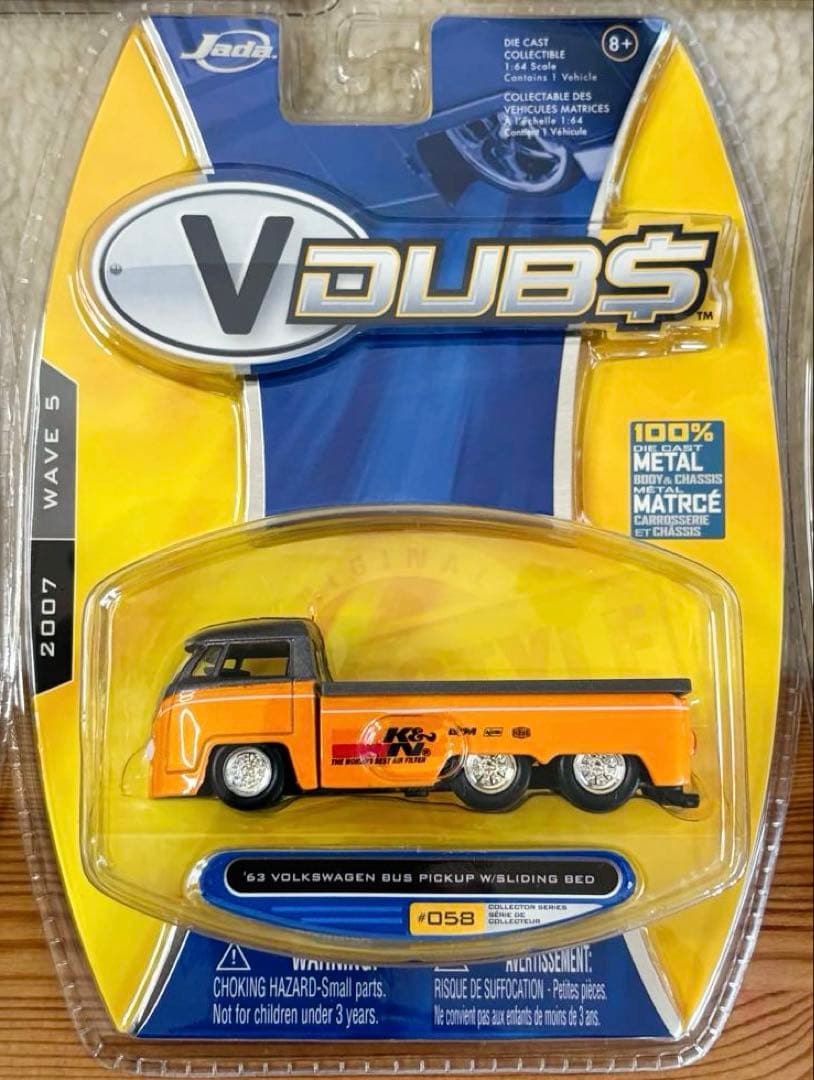 Jada
DIE CAST
COLLECTIBLE
1:64 Scale
Contains 1 Vehicle
8+
COLLECTABLE DES
VEHICULES MATRICES
A l'échelle 1:64
Contient 1 Véhicule
V DUB$ ™
2007 WAVE 5
100%
DIE CAST
METAL
BODY & CHASSIS
MÉTAL
MATRCÉ
CARROSSERIE
ET CHÂSSIS
ORIGINAL
STYLE
K&N®
THE WORLD'S BEST AIR FILTER
'63 VOLKSWAGEN BUS PICKUP W/SLIDING BED
#058
COLLECTOR SERIES
SÉRIE DE
COLLECTEUR
WARNING:
CHOKING HAZARD-Small parts.
Not for children under 3 years.
AVERTISSEMENT:
RISQUE DE SUFFOCATION - Petites pièces.
Ne convient pas aux enfants de moins de 3 ans.